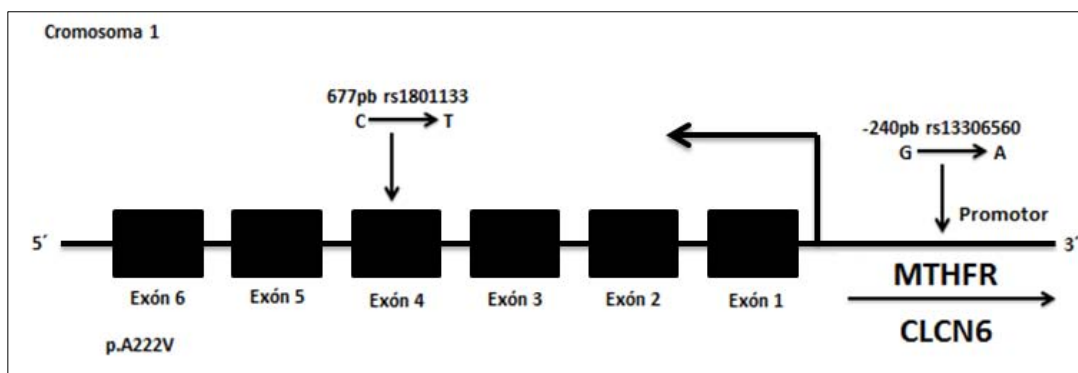 Cromosoma 1
677pb rs1801133
C T
-240pb rs13306560
G A
Promotor
5´ 3´
MTHFR
CLCN6
Exón 6 Exón 5 Exón 4 Exón 3 Exón 2 Exón 1
p.A222V